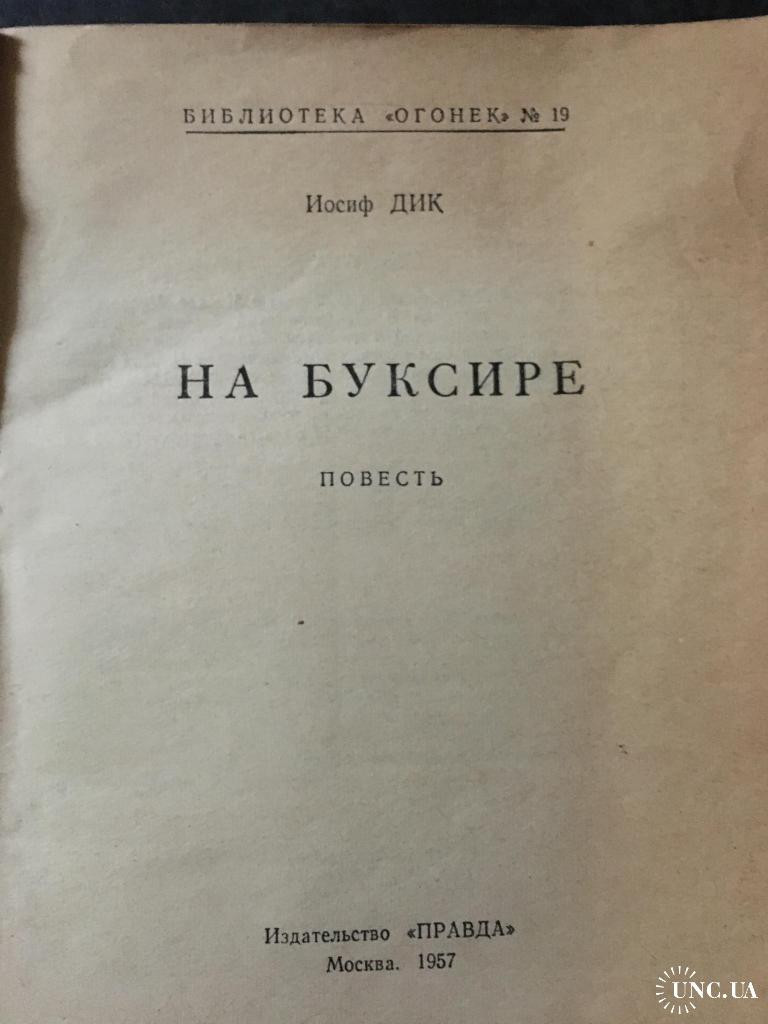 БИБЛИОТЕКА «ОГОНЕК» № 19
Иосиф ДИК
НА БУКСИРЕ
ПОВЕСТЬ
Издательство «ПРАВДА»
Москва. 1957
UNC.UA